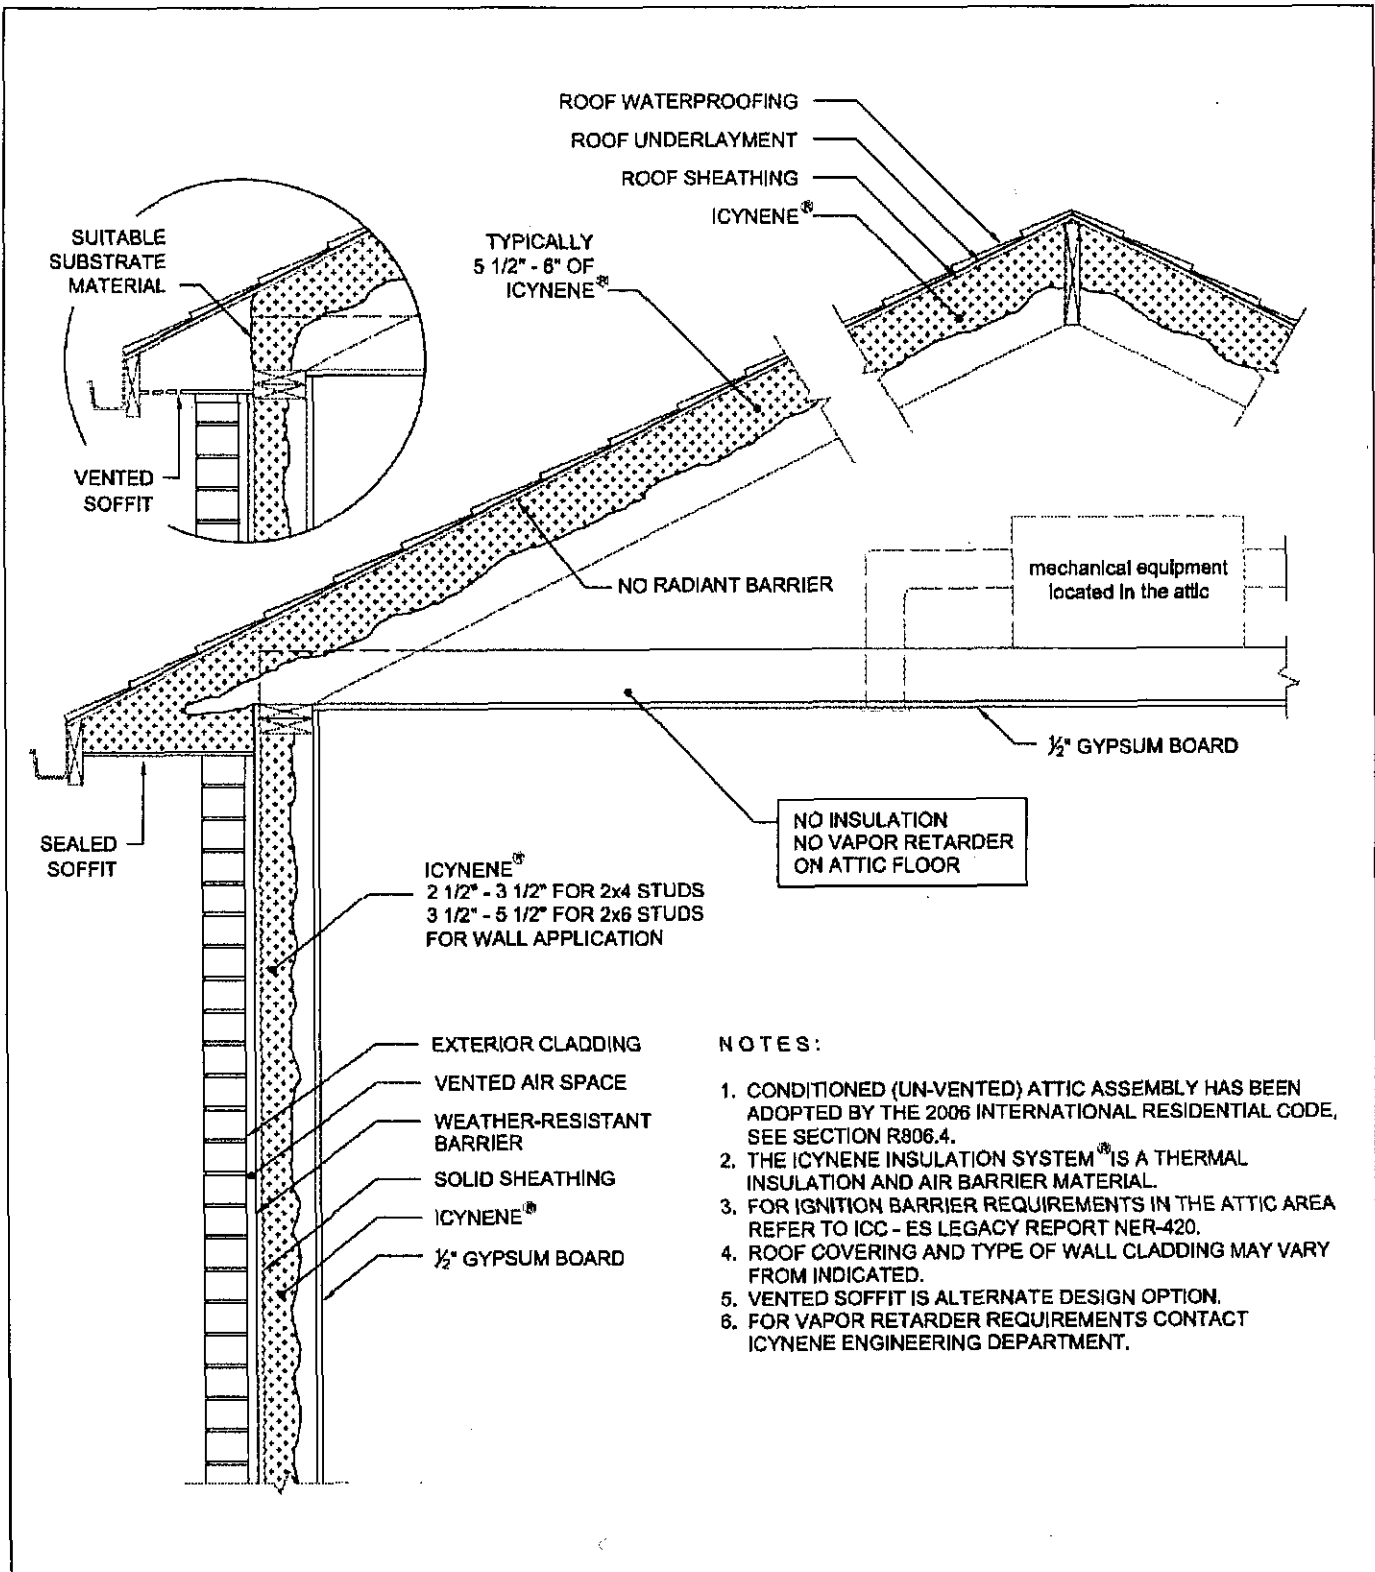 ROOF WATERPROOFING
ROOF UNDERLAYMENT
ROOF SHEATHING
ICYNENE®
TYPICALLY
5 1/2" - 6" OF
ICYNENE®
SUITABLE
SUBSTRATE
MATERIAL
VENTED
SOFFIT
NO RADIANT BARRIER
mechanical equipment
located in the attic
½" GYPSUM BOARD
NO INSULATION
NO VAPOR RETARDER
ON ATTIC FLOOR
SEALED
SOFFIT
ICYNENE®
2 1/2" - 3 1/2" FOR 2x4 STUDS
3 1/2" - 5 1/2" FOR 2x6 STUDS
FOR WALL APPLICATION
EXTERIOR CLADDING
VENTED AIR SPACE
WEATHER-RESISTANT
BARRIER
SOLID SHEATHING
ICYNENE®
½" GYPSUM BOARD
NOTES:
1. CONDITIONED (UN-VENTED) ATTIC ASSEMBLY HAS BEEN
ADOPTED BY THE 2006 INTERNATIONAL RESIDENTIAL CODE,
SEE SECTION R806.4.
2. THE ICYNENE INSULATION SYSTEM® IS A THERMAL
INSULATION AND AIR BARRIER MATERIAL.
3. FOR IGNITION BARRIER REQUIREMENTS IN THE ATTIC AREA
REFER TO ICC - ES LEGACY REPORT NER-420.
4. ROOF COVERING AND TYPE OF WALL CLADDING MAY VARY
FROM INDICATED.
5. VENTED SOFFIT IS ALTERNATE DESIGN OPTION.
6. FOR VAPOR RETARDER REQUIREMENTS CONTACT
ICYNENE ENGINEERING DEPARTMENT.